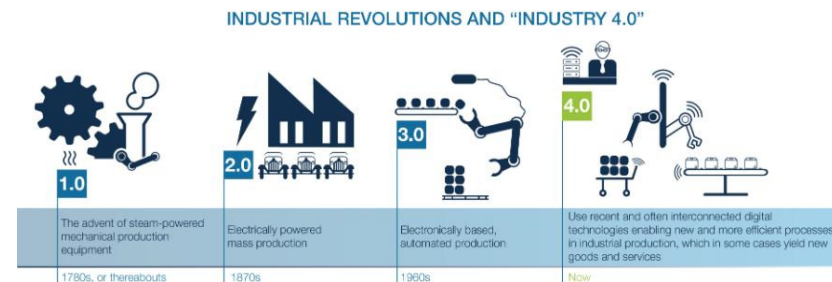 INDUSTRIAL REVOLUTIONS AND “INDUSTRY 4.0”
1.0
The advent of steam-powered
mechanical production
equipment
1780s, or thereabouts
2.0
Electrically powered
mass production
1870s
3.0
Electronically based,
automated production
1960s
4.0
Use recent and often interconnected digital
technologies enabling new and more efficient processes
in industrial production, which in some cases yield new
goods and services
Now